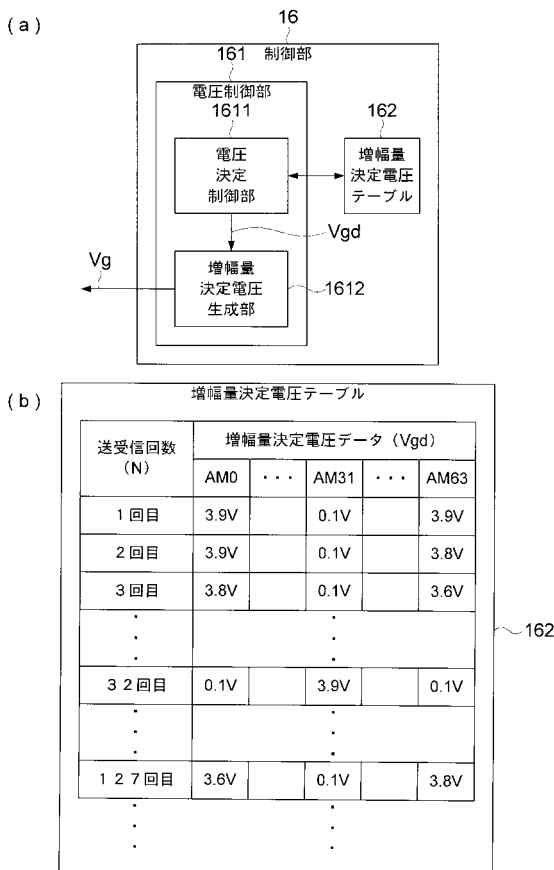 (a)
16
制御部
161
電圧制御部
1611
電圧
決定
制御部
162
増幅量
決定電圧
テーブル
Vgd
Vg
増幅量
決定電圧
生成部
1612
(b)
増幅量決定電圧テーブル
送受信回数
(N)
増幅量決定電圧データ(Vgd)
AM0 ・・・ AM31 ・・・ AM63
1回目 3.9V 0.1V 3.9V
2回目 3.9V 0.1V 3.8V
3回目 3.8V 0.1V 3.6V
32回目 0.1V 3.9V 0.1V
127回目 3.6V 0.1V 3.8V
162